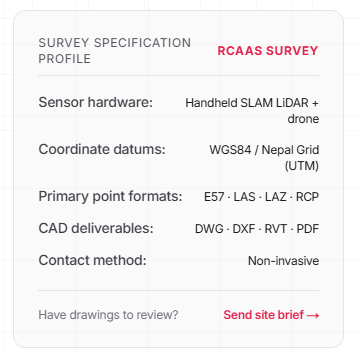 SURVEY SPECIFICATION
PROFILE
RCAAS SURVEY
Sensor hardware: Handheld SLAM LiDAR +
drone
Coordinate datums: WGS84 / Nepal Grid
(UTM)
Primary point formats: E57 · LAS · LAZ · RCP
CAD deliverables: DWG · DXF · RVT · PDF
Contact method: Non-invasive
Have drawings to review? Send site brief →